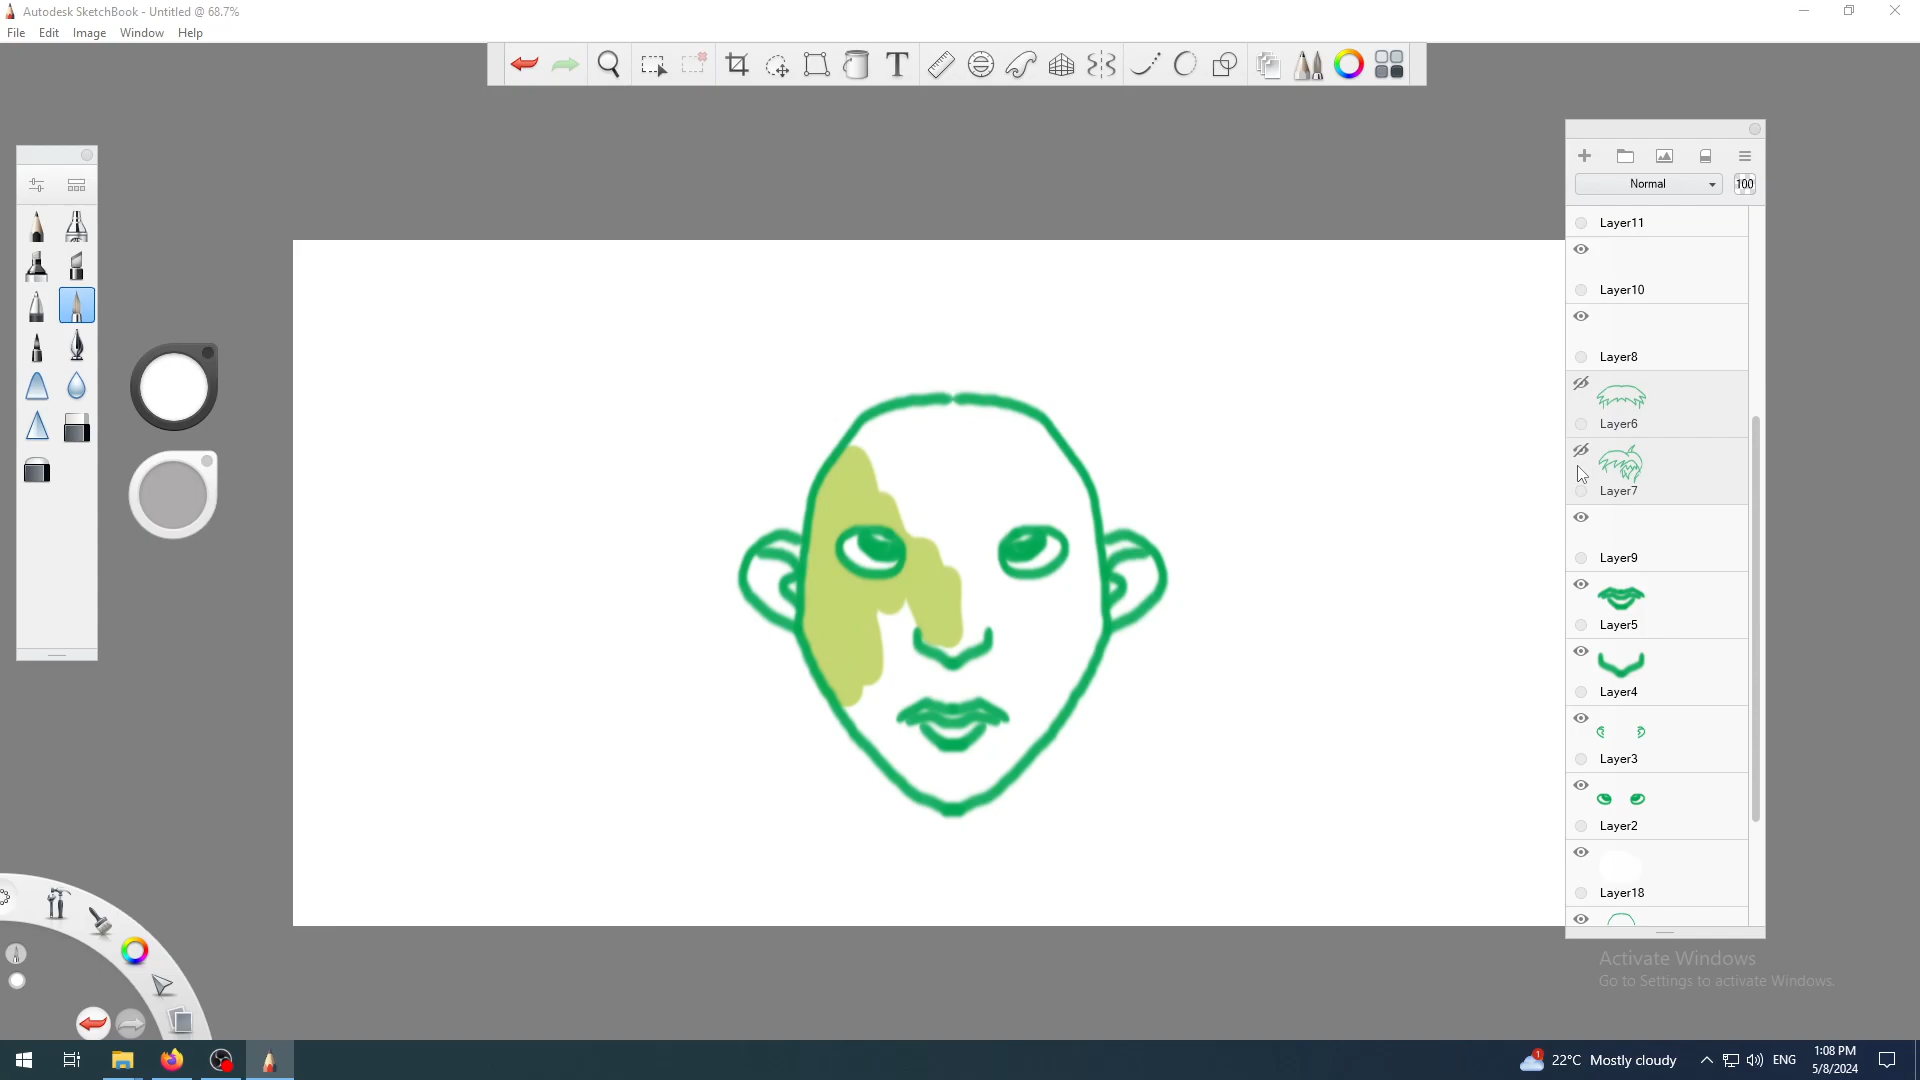 Autodesk SketchBook - Untitled @ 68.7%
File Edit Image Window Help
T
Normal 100
Layer11
Layer10
Layer8
Layer6
Layer7
Layer9
Layer5
Layer4
Layer3
Layer2
Layer18
Activate Windows
Go to Settings to activate Windows.
1 22°C Mostly cloudy ENG 1:08 PM
5/8/2024